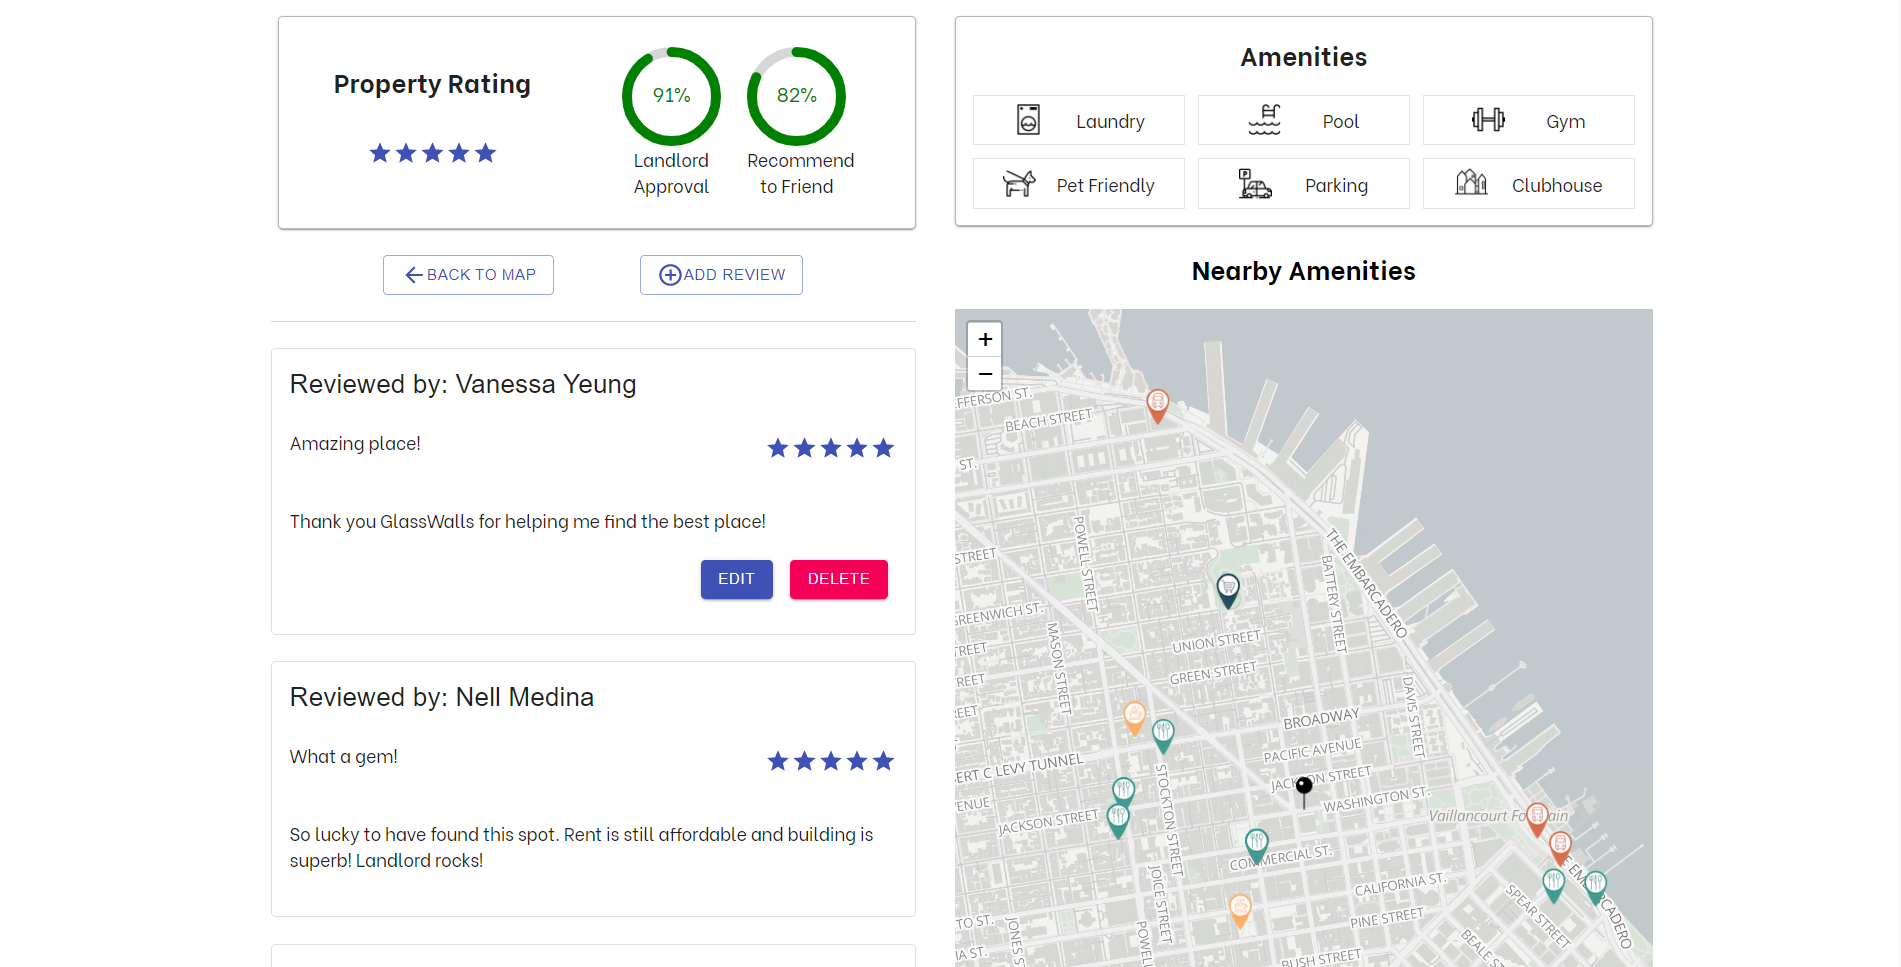 Property Rating
91%
82%
Landlord
Approval
Recommend
to Friend
BACK TO MAP
ADD REVIEW
Reviewed by: Vanessa Yeung
Amazing place!
Thank you GlassWalls for helping me find the best place!
EDIT
DELETE
Reviewed by: Nell Medina
What a gem!
So lucky to have found this spot. Rent is still affordable and building is
superb! Landlord rocks!
Amenities
Laundry
Pool
Gym
Pet Friendly
Parking
Clubhouse
Nearby Amenities
+
−
EFFERSON ST.
BEACH STREET
ST.
POWELL STREET
STREET
THE EMBARCADERO
BATTERY STREET
GREENWICH ST.
MASON STREET
UNION STREET
REET
GREEN STREET
REET
DAVIS STREET
REET
BROADWAY
PACIFIC AVENUE
ERT C LEVY TUNNEL
STOCKTON STREET
JACKSON STREET
WASHINGTON ST.
VENUE
JACKSON STREET
Vaillancourt Fountain
COMMERCIAL ST.
THE EMBARCADERO
JOICE STREET
CALIFORNIA ST.
SPEAR STREET
TO ST.
JONES S
POWEL
PINE STREET
BEALE STREE
IA ST.
BUSH STREET